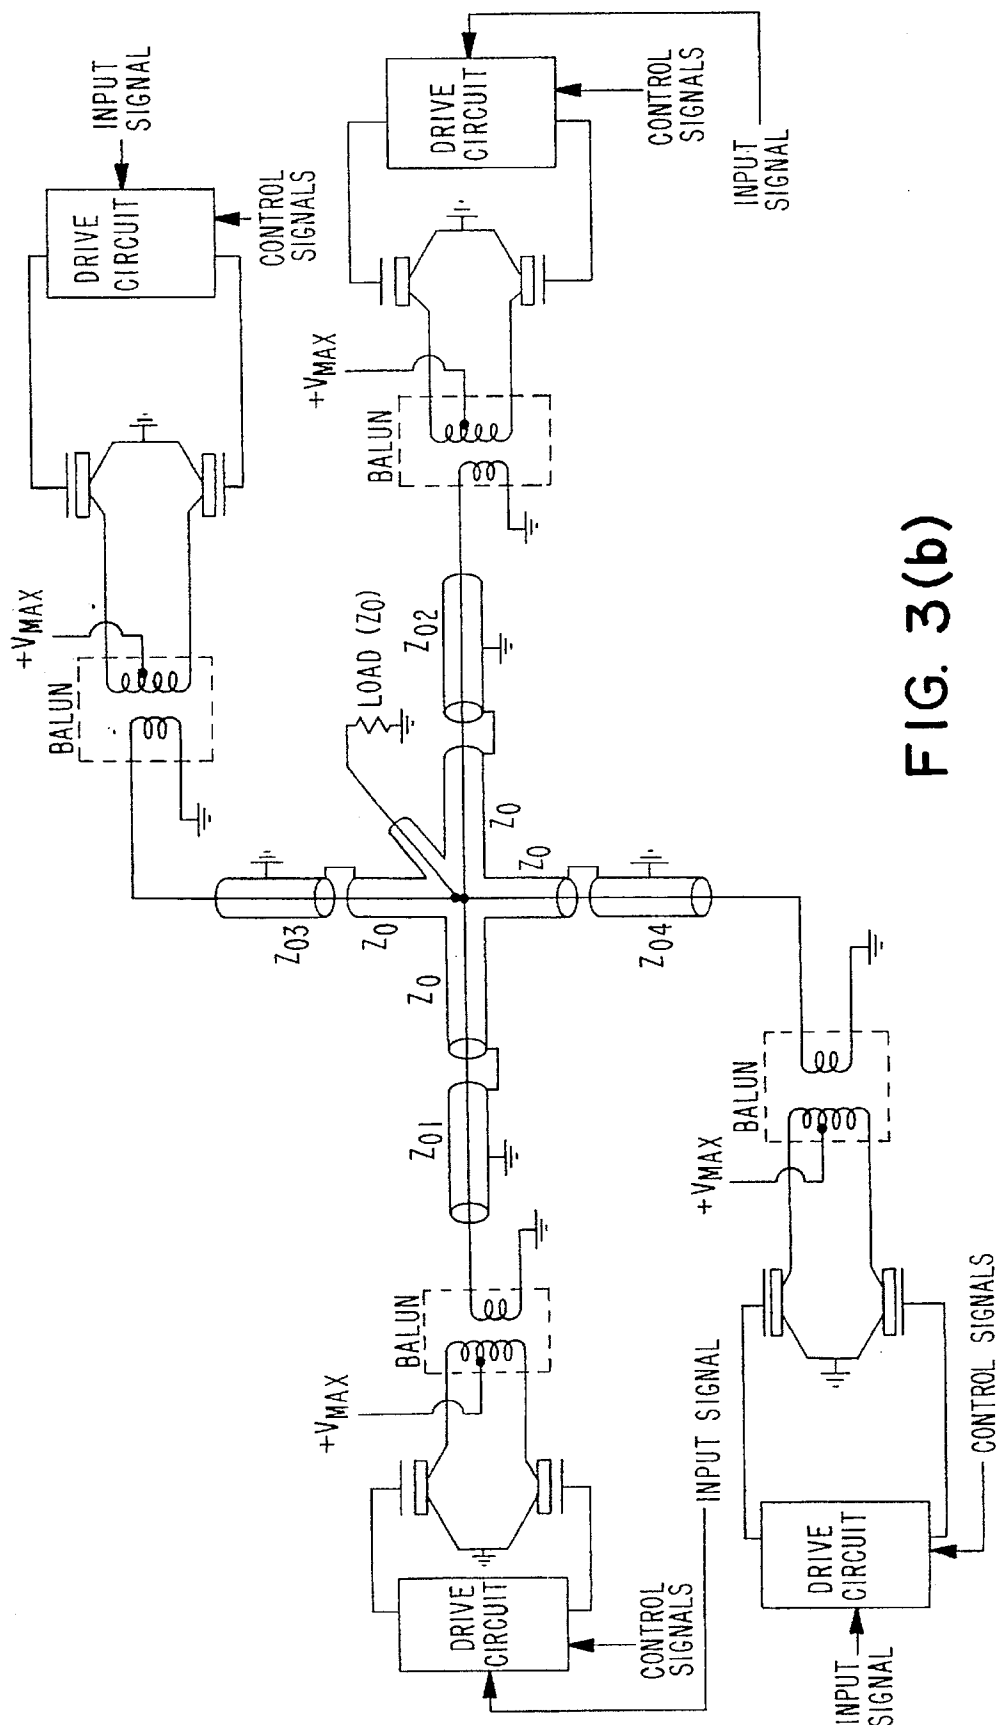 INPUT
SIGNAL
DRIVE
CIRCUIT
CONTROL
SIGNALS
+VMAX
BALUN
DRIVE
CIRCUIT
CONTROL
SIGNALS
INPUT
SIGNAL
+VMAX
BALUN
LOAD (Z0)
Z02
Z0
Z0
Z03
Z0
Z04
Z0
Z01
BALUN
+VMAX
DRIVE
CIRCUIT
CONTROL
SIGNALS
INPUT SIGNAL
BALUN
+VMAX
DRIVE
CIRCUIT
CONTROL SIGNALS
INPUT
SIGNAL
FIG. 3(b)